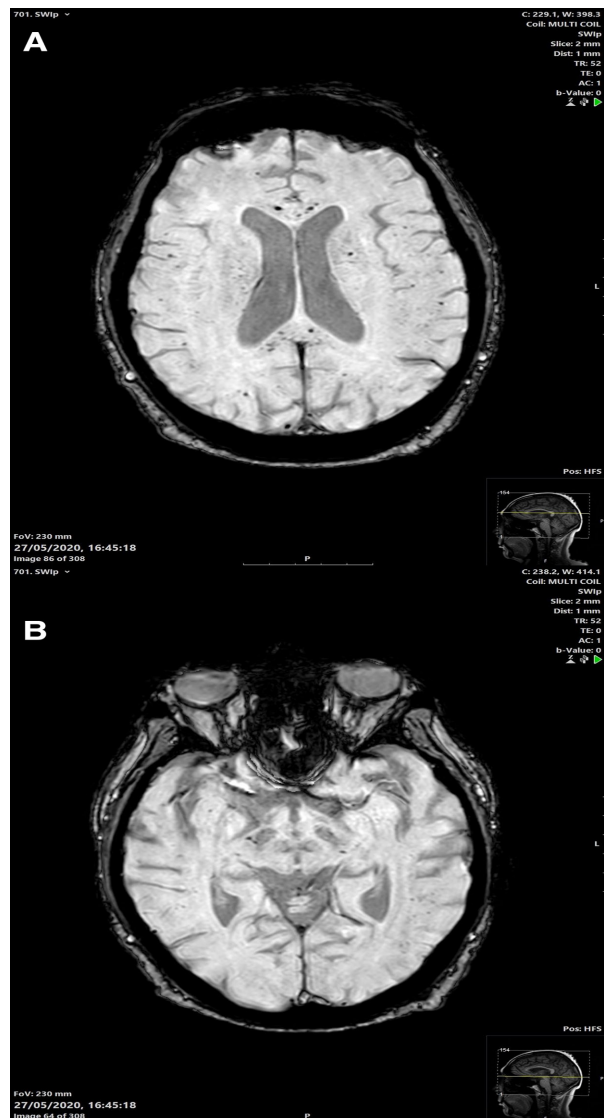 701. SWIp
C: 229.1, W: 398.3
Coil: MULTI COIL
SWIp
Slice: 2 mm
Dist: 1 mm
TR: 52
TE: 0
AC: 1
b-Value: 0
A
L
Pos: HFS
154
P
F
FoV: 230 mm
27/05/2020, 16:45:18
Image 86 of 308
P
701. SWIp
C: 238.2, W: 414.1
Coil: MULTI COIL
SWIp
Slice: 2 mm
Dist: 1 mm
TR: 52
TE: 0
AC: 1
b-Value: 0
B
L
Pos: HFS
154
P
FoV: 230 mm
27/05/2020, 16:45:18
Image 64 of 308
P